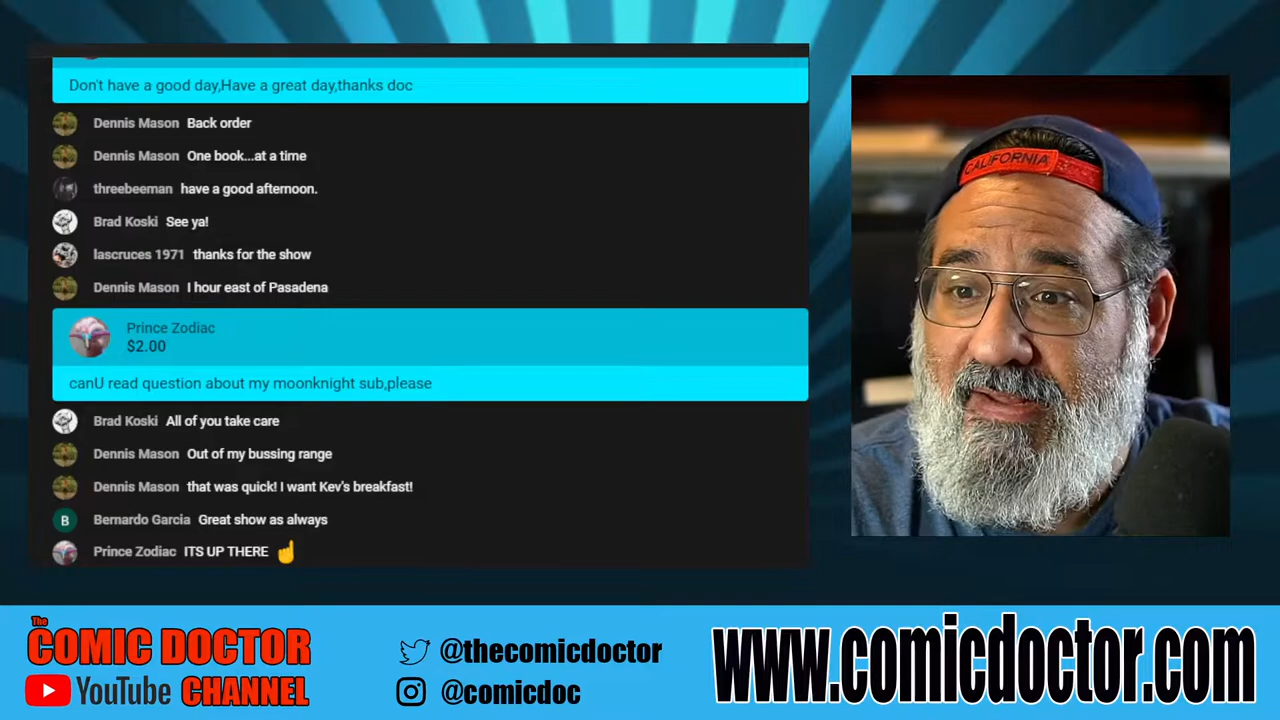 Don't have a good day,Have a great day,thanks doc
Dennis Mason Back order
Dennis Mason One book...at a time
threebeeman have a good afternoon.
Brad Koski See ya!
lascruces 1971 thanks for the show
Dennis Mason I hour east of Pasadena
Prince Zodiac
$2.00
canU read question about my moonknight sub,please
Brad Koski All of you take care
Dennis Mason Out of my bussing range
Dennis Mason that was quick! I want Kev's breakfast!
B Bernardo Garcia Great show as always
Prince Zodiac ITS UP THERE ☝
CALIFORNIA
The
COMIC DOCTOR
YouTube CHANNEL
@thecomicdoctor
@comicdoc
www.comicdoctor.com